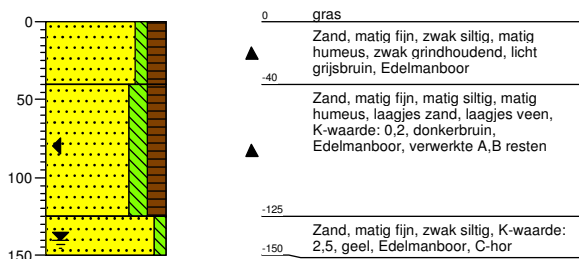 0
50
100
150
0
gras
Zand, matig fijn, zwak siltig, matig
humeus, zwak grindhoudend, licht
grijsbruin, Edelmanboor
-40
Zand, matig fijn, matig siltig, matig
humeus, laagjes zand, laagjes veen,
K-waarde: 0,2, donkerbruin,
Edelmanboor, verwerkte A,B resten
-125
Zand, matig fijn, zwak siltig, K-waarde:
2,5, geel, Edelmanboor, C-hor
-150